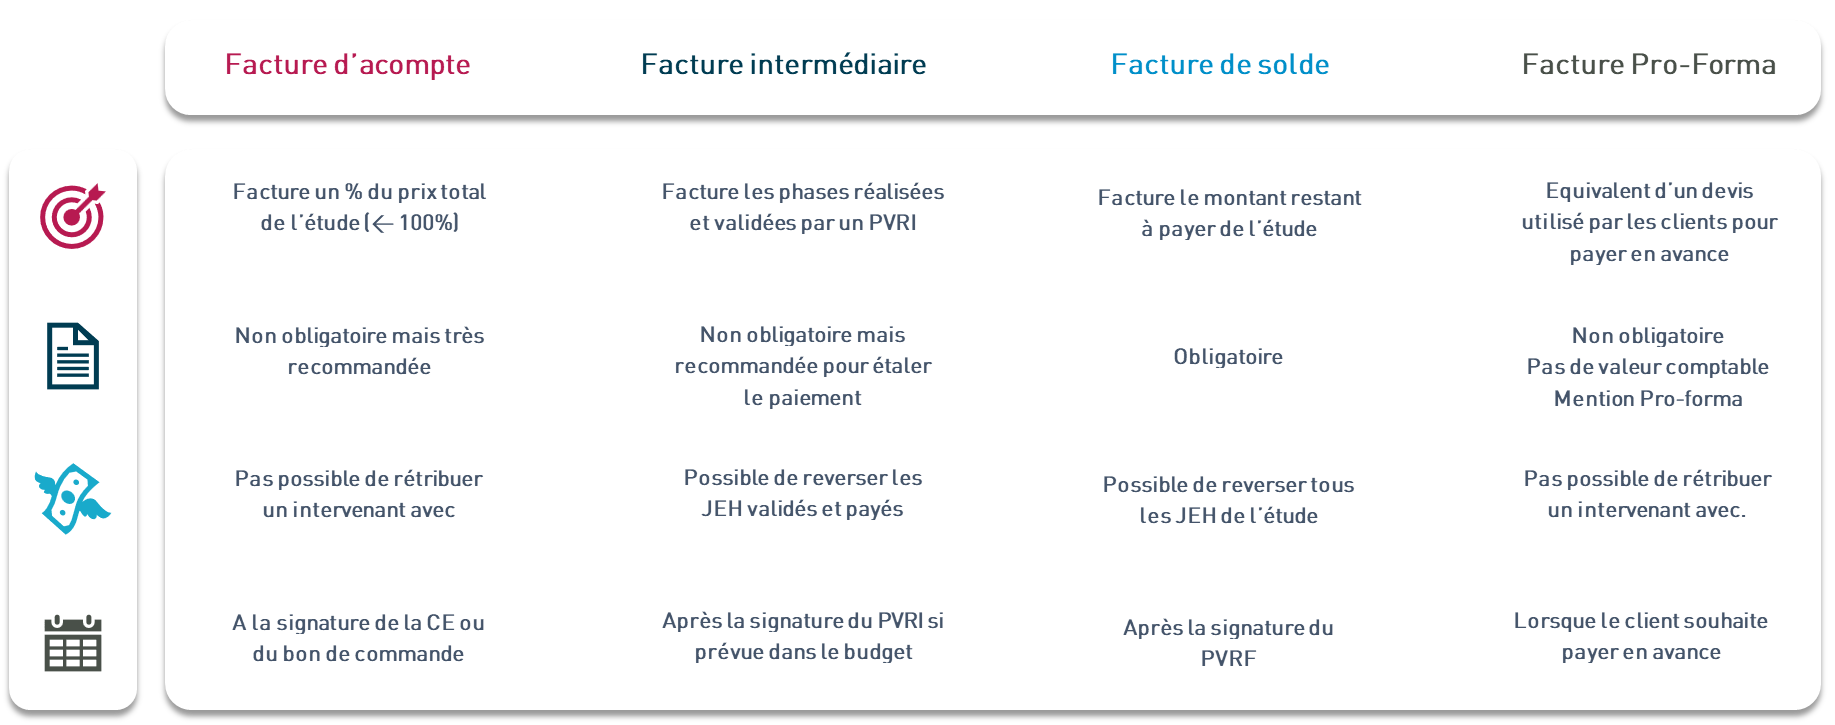 Facture d’acompte
Facture intermédiaire
Facture de solde
Facture Pro-Forma
Facture un % du prix total
de l’étude (<- 100%)
Facture les phases réalisées
et validées par un PVRI
Facture le montant restant
à payer de l’étude
Equivalent d’un devis
utilisé par les clients pour
payer en avance
Non obligatoire mais très
recommandée
Non obligatoire mais
recommandée pour étaler
le paiement
Obligatoire
Non obligatoire
Pas de valeur comptable
Mention Pro-forma
Pas possible de rétribuer
un intervenant avec
Possible de reverser les
JEH validés et payés
Possible de reverser tous
les JEH de l’étude
Pas possible de rétribuer
un intervenant avec.
A la signature de la CE ou
du bon de commande
Après la signature du PVRI si
prévue dans le budget
Après la signature du
PVRF
Lorsque le client souhaite
payer en avance